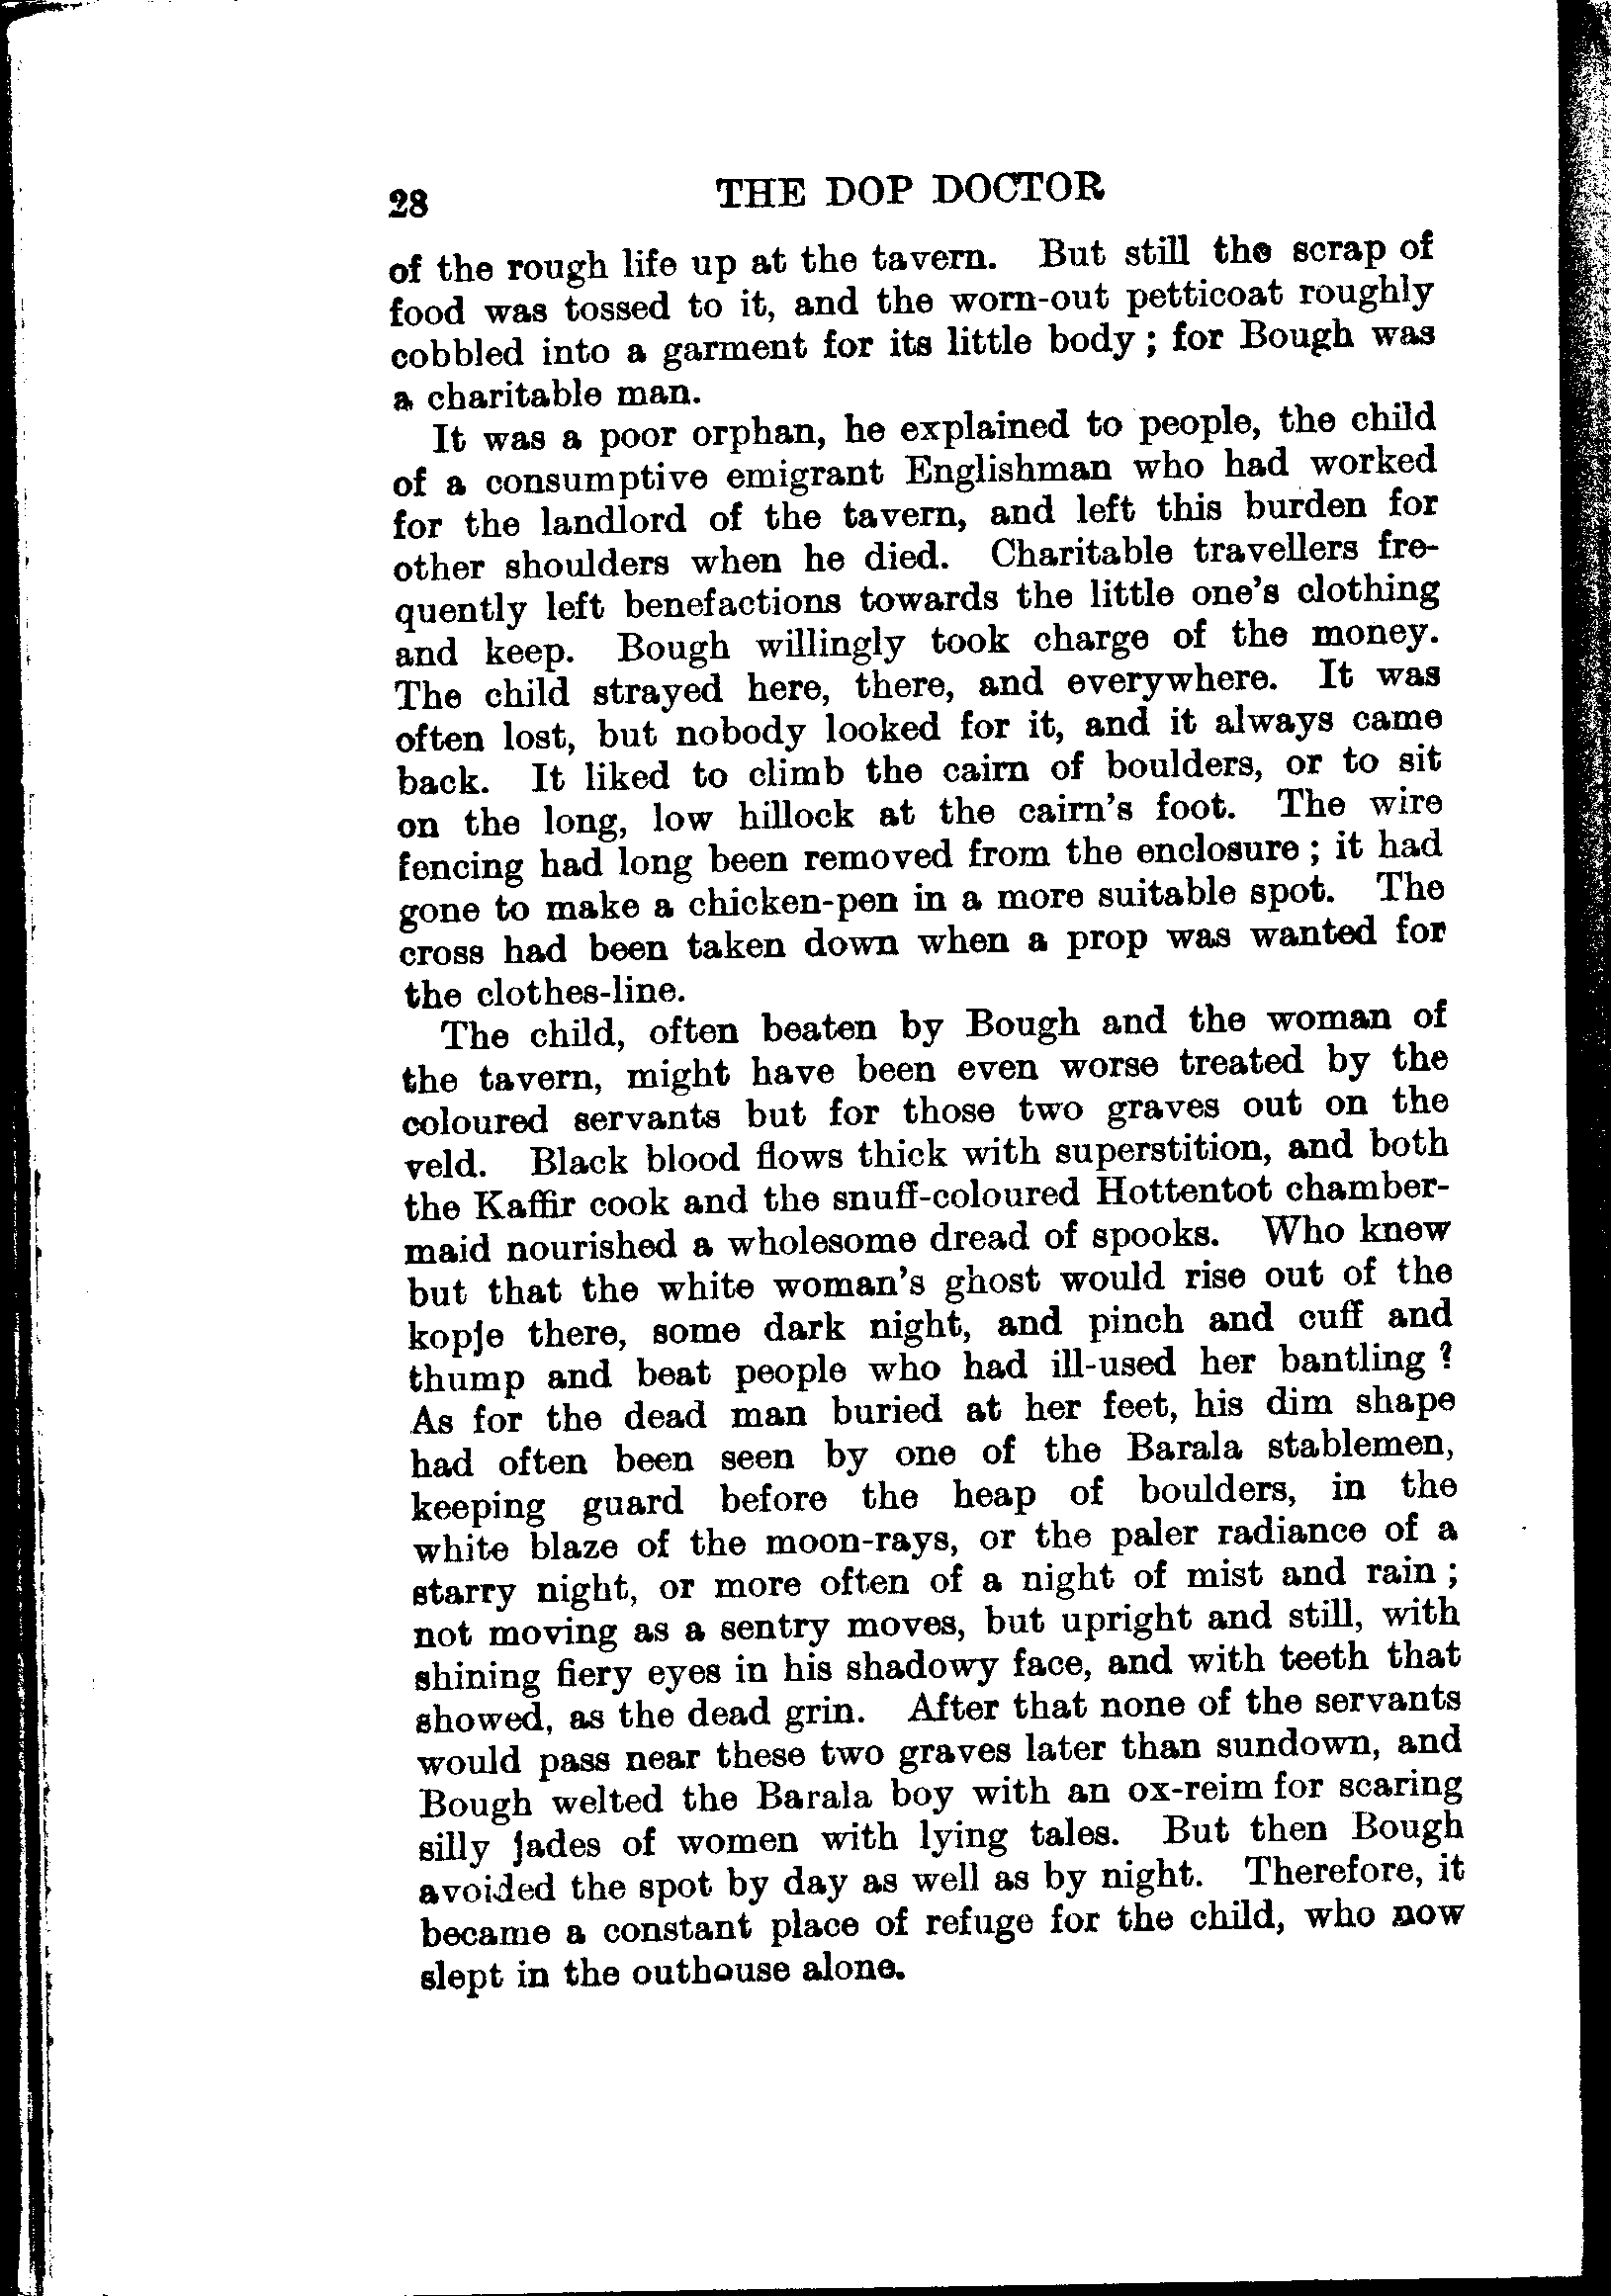 28
THE DOP DOCTOR
of the rough life up at the tavern. But still the scrap of
food was tossed to it, and the worn-out petticoat roughly
cobbled into a garment for its little body ; for Bough was
a charitable man.
It was a poor orphan, he explained to people, the child
of a consumptive emigrant Englishman who had worked
for the landlord of the tavern, and left this burden for
other shoulders when he died. Charitable travellers fre-
quently left benefactions towards the little one's clothing
and keep. Bough willingly took charge of the money.
The child strayed here, there, and everywhere. It was
often lost, but nobody looked for it, and it always came
back. It liked to climb the cairn of boulders, or to sit
on the long, low hillock at the cairn's foot. The wire
fencing had long been removed from the enclosure ; it had
gone to make a chicken-pen in a more suitable spot. The
cross had been taken down when a prop was wanted for
the clothes-line.
The child, often beaten by Bough and the woman of
the tavern, might have been even worse treated by the
coloured servants but for those two graves out on the
veld. Black blood flows thick with superstition, and both
the Kaffir cook and the snuff-coloured Hottentot chamber-
maid nourished a wholesome dread of spooks. Who knew
but that the white woman's ghost would rise out of the
kopje there, some dark night, and pinch and cuff and
thump and beat people who had ill-used her bantling ?
As for the dead man buried at her feet, his dim shape
had often been seen by one of the Barala stablemen,
keeping guard before the heap of boulders, in the
white blaze of the moon-rays, or the paler radiance of a
starry night, or more often of a night of mist and rain ;
not moving as a sentry moves, but upright and still, with
shining fiery eyes in his shadowy face, and with teeth that
showed, as the dead grin. After that none of the servants
would pass near these two graves later than sundown, and
Bough welted the Barala boy with an ox-reim for scaring
silly jades of women with lying tales. But then Bough
avoided the spot by day as well as by night. Therefore, it
became a constant place of refuge for the child, who now
slept in the outhouse alone.